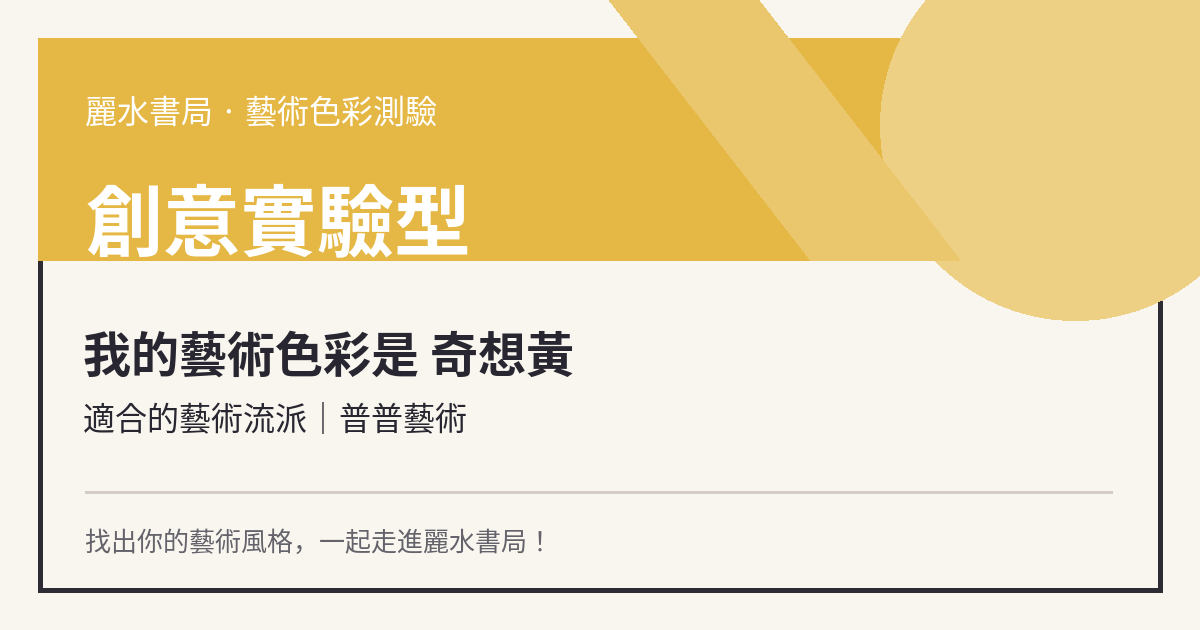 麗水書局 · 藝術色彩測驗
創意實驗型
我的藝術色彩是 奇想黃
適合的藝術流派｜普普藝術
找出你的藝術風格，一起走進麗水書局！